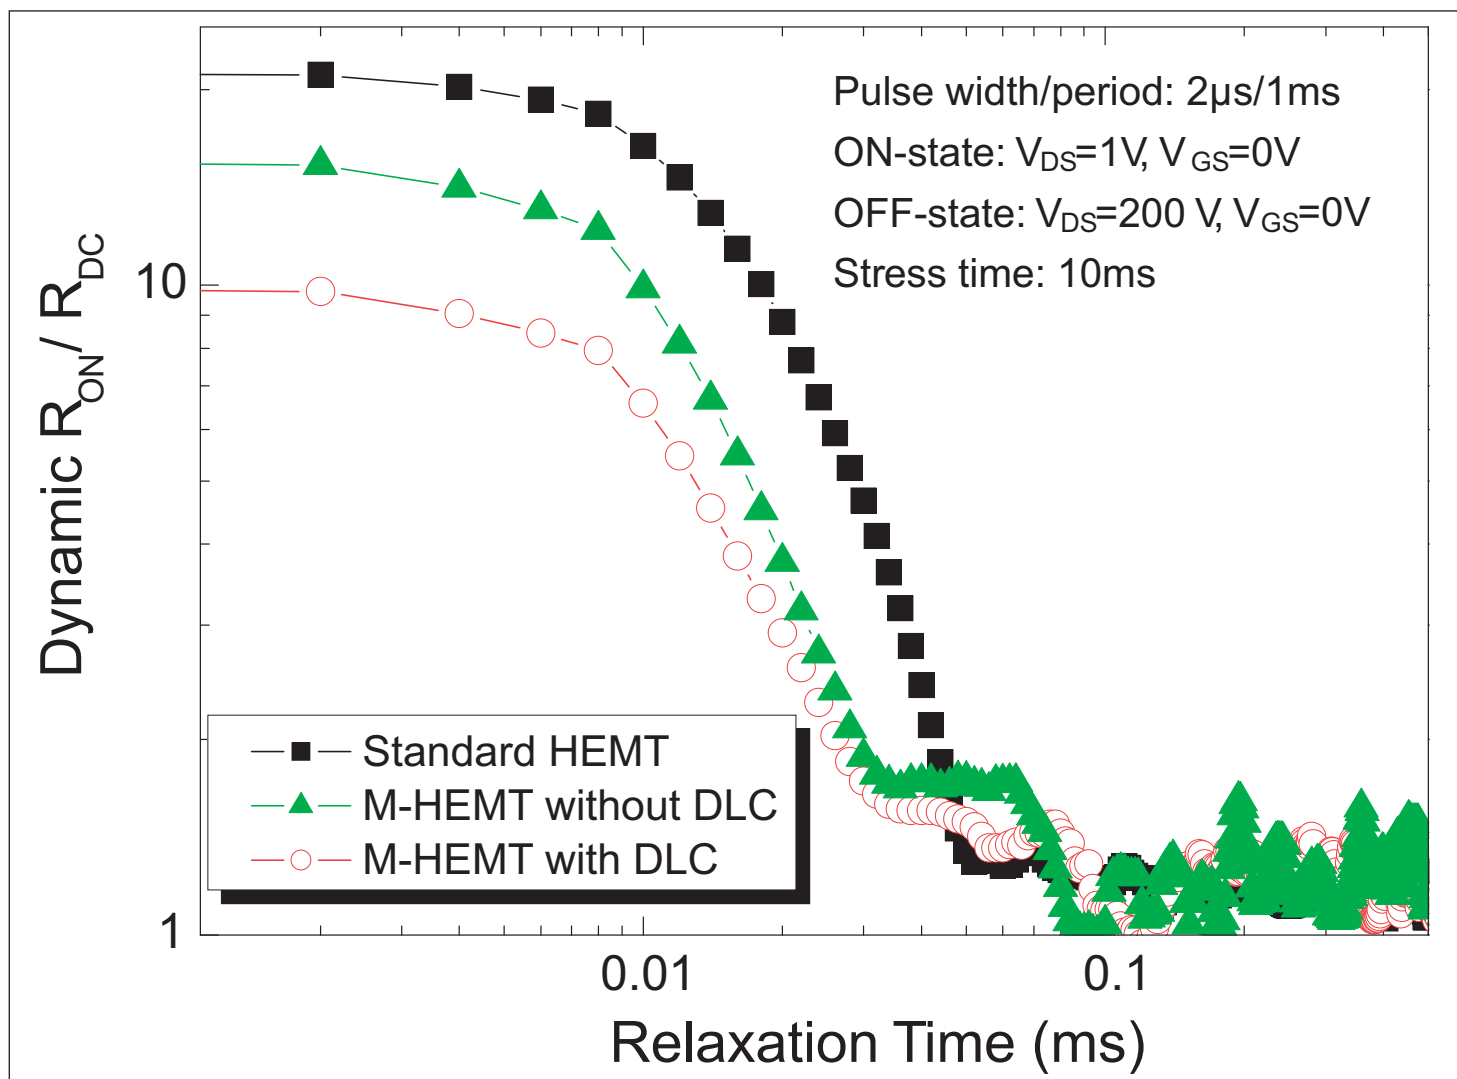 Pulse width/period: 2µs/1ms
ON-state: VDS=1V, VGS=0V
OFF-state: VDS=200 V, VGS=0V
Stress time: 10ms
Dynamic RON/ RDC
10
1
Standard HEMT
M-HEMT without DLC
M-HEMT with DLC
0.01
0.1
Relaxation Time (ms)